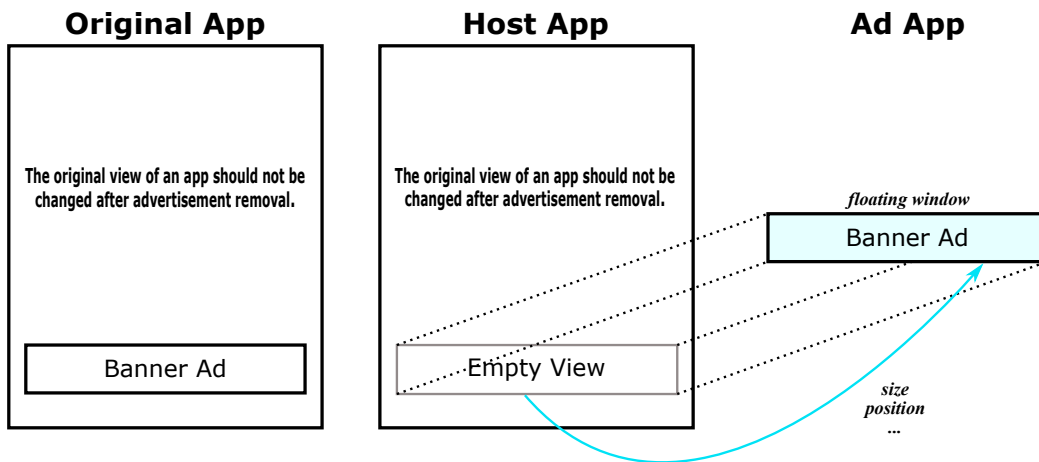 Original App
Host App
Ad App
The original view of an app should not be
changed after advertisement removal.
The original view of an app should not be
changed after advertisement removal.
floating window
Banner Ad
Banner Ad
Empty View
size
position
...